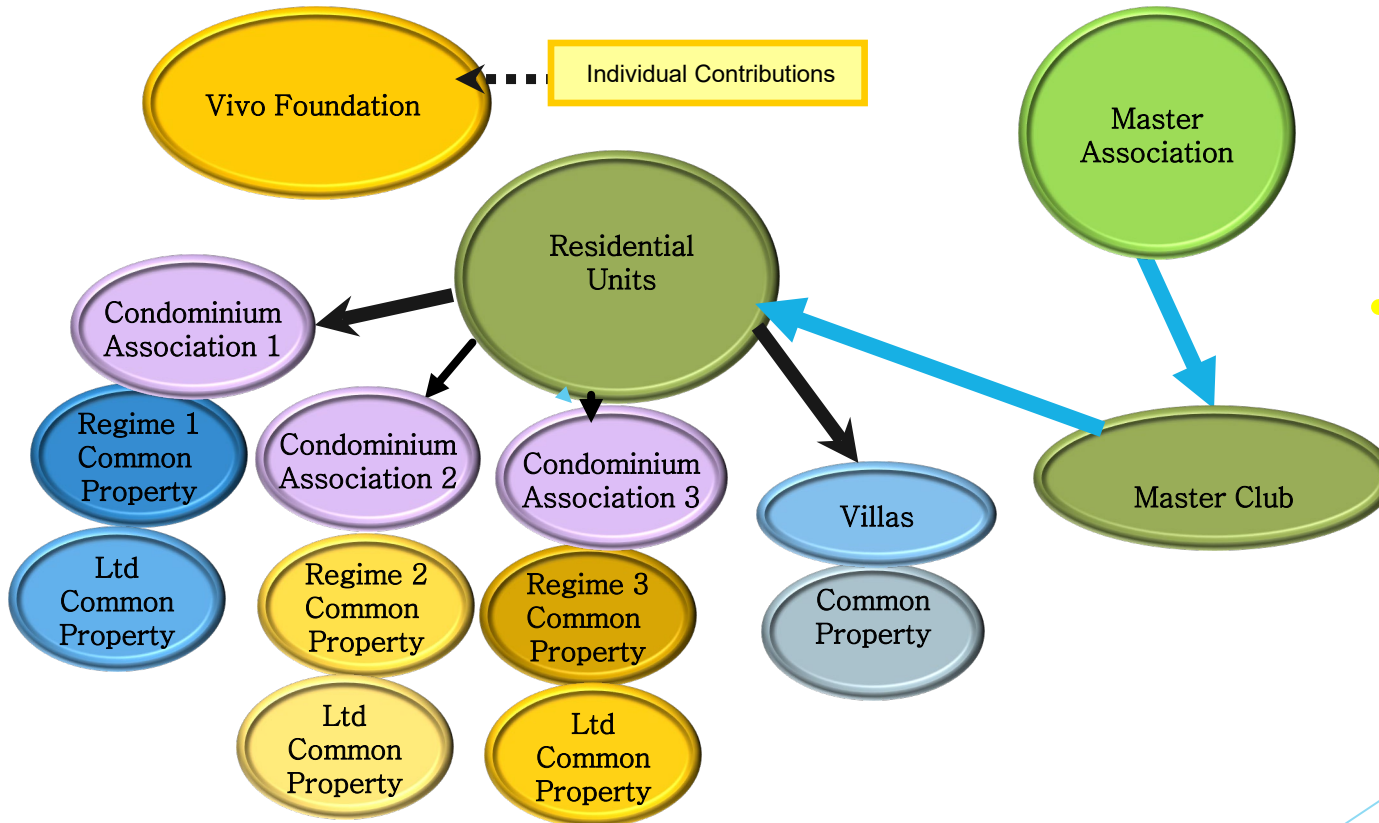 Vivo Foundation
Individual Contributions
Master
Association
Residential
Units
Condominium
Association 1
Regime 1
Common
Property
Ltd
Common
Property
Condominium
Association 2
Regime 2
Common
Property
Ltd
Common
Property
Condominium
Association 3
Regime 3
Common
Property
Ltd
Common
Property
Villas
Common
Property
Master Club